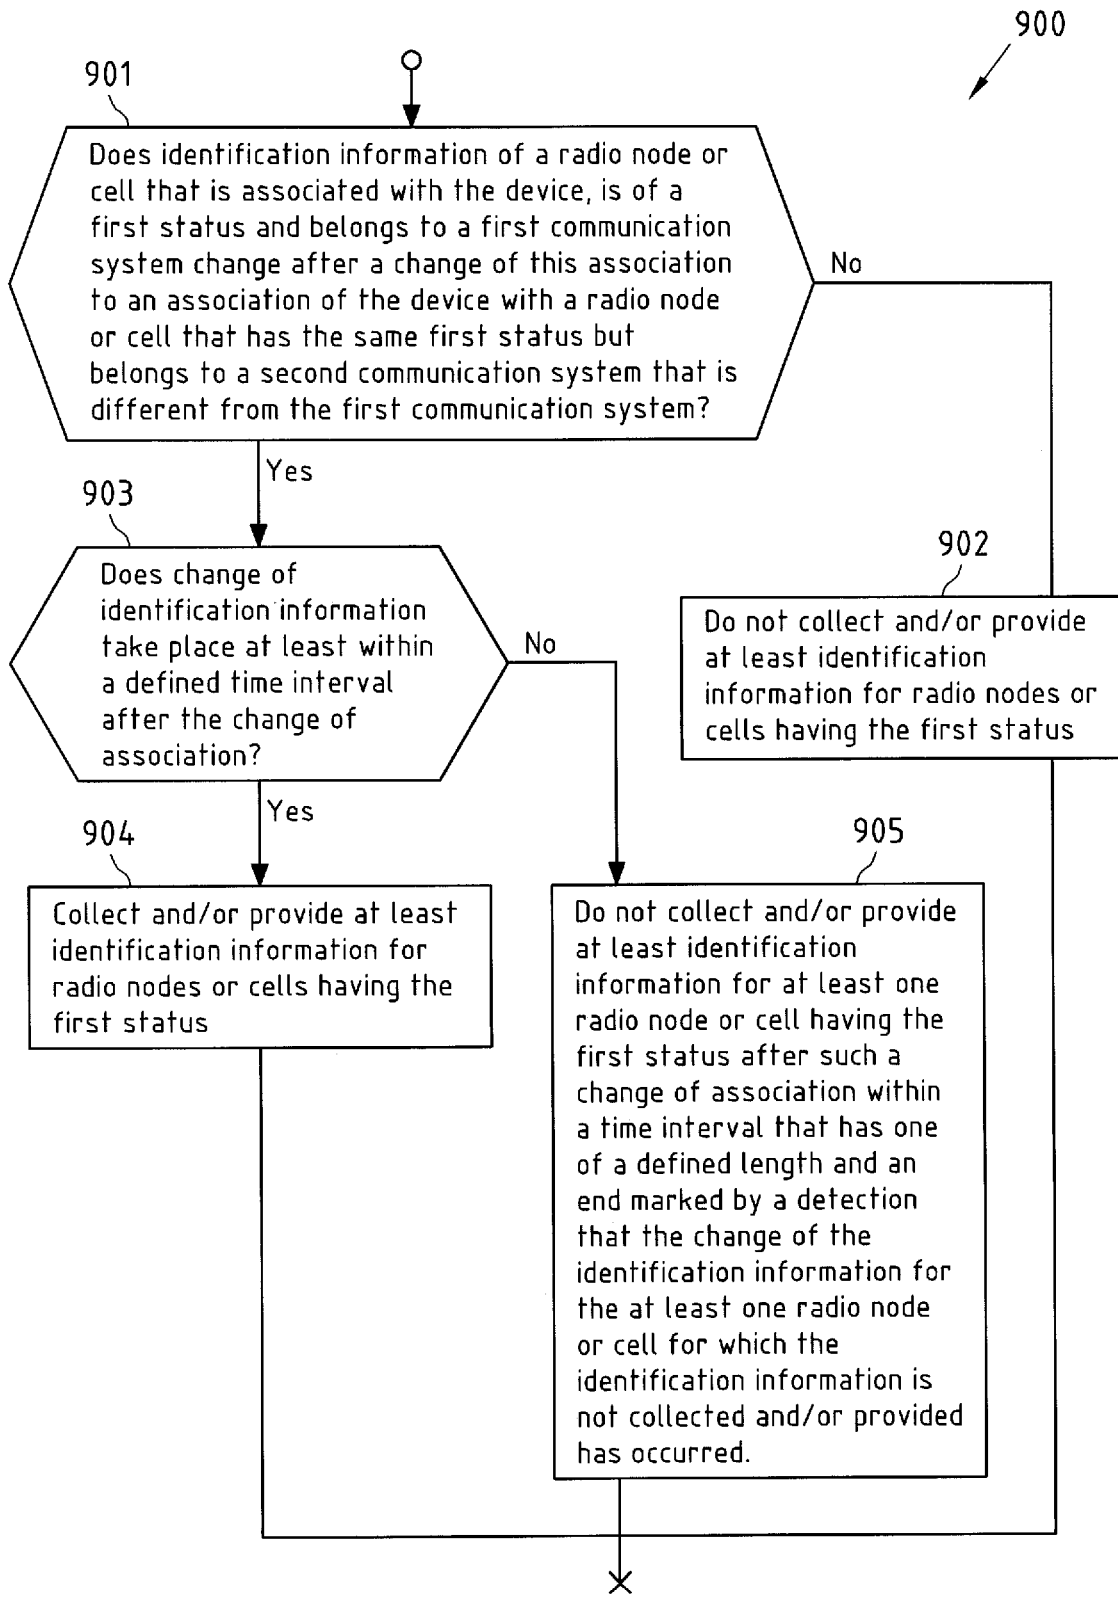 900
901
Does identification information of a radio node or
cell that is associated with the device, is of a
first status and belongs to a first communication
system change after a change of this association
to an association of the device with a radio node
or cell that has the same first status but
belongs to a second communication system that is
different from the first communication system?
No
Yes
903
Does change of
identification information
take place at least within
a defined time interval
after the change of
association?
No
902
Do not collect and/or provide
at least identification
information for radio nodes or
cells having the first status
Yes
904
Collect and/or provide at least
identification information for
radio nodes or cells having the
first status
905
Do not collect and/or provide
at least identification
information for at least one
radio node or cell having the
first status after such a
change of association within
a time interval that has one
of a defined length and an
end marked by a detection
that the change of the
identification information for
the at least one radio node
or cell for which the
identification information is
not collected and/or provided
has occurred.